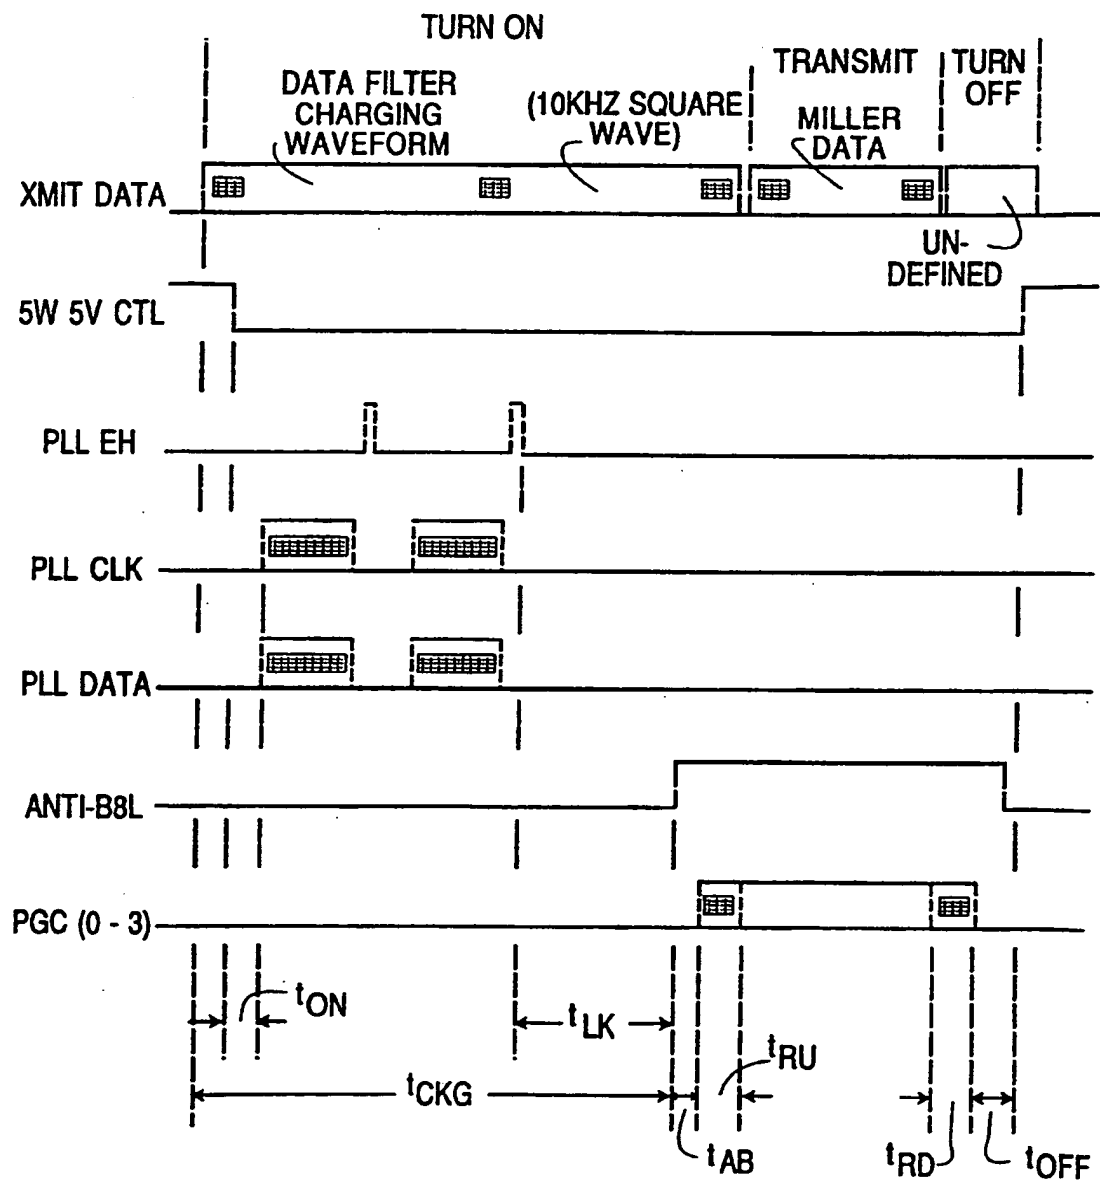 TURN ON
TRANSMIT
TURN
OFF
DATA FILTER
CHARGING
WAVEFORM
(10KHZ SQUARE
WAVE)
MILLER
DATA
XMIT DATA
UN-
DEFINED
5W 5V CTL
PLL EH
PLL CLK
PLL DATA
ANTI-B8L
PGC (0 - 3)
tON
tLK
tRU
tCKG
tAB
tRD
tOFF